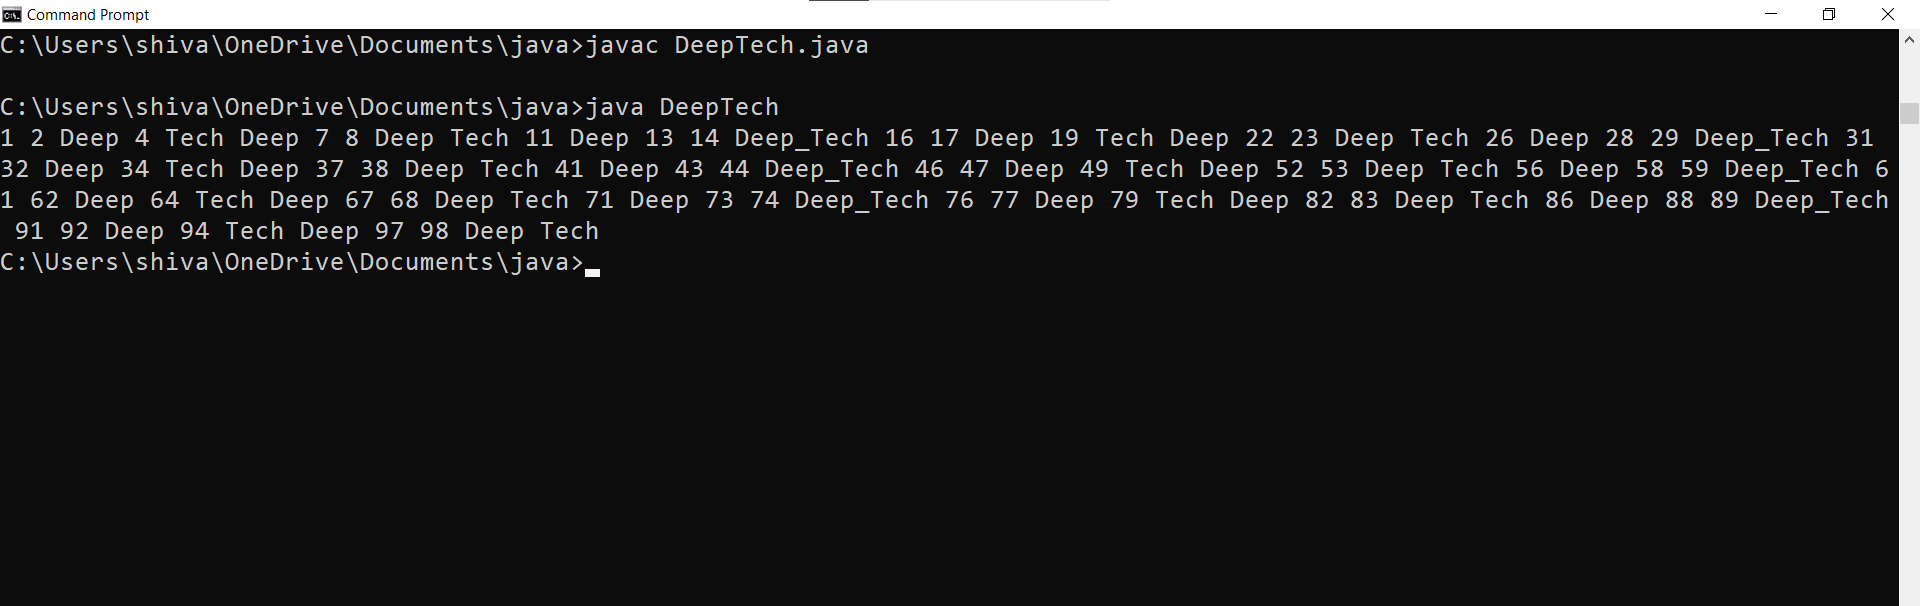 Command Prompt
C:\Users\shiva\OneDrive\Documents\java>javac DeepTech.java
C:\Users\shiva\OneDrive\Documents\java>java DeepTech
1 2 Deep 4 Tech Deep 7 8 Deep Tech 11 Deep 13 14 Deep_Tech 16 17 Deep 19 Tech Deep 22 23 Deep Tech 26 Deep 28 29 Deep_Tech 31
32 Deep 34 Tech Deep 37 38 Deep Tech 41 Deep 43 44 Deep_Tech 46 47 Deep 49 Tech Deep 52 53 Deep Tech 56 Deep 58 59 Deep_Tech 6
1 62 Deep 64 Tech Deep 67 68 Deep Tech 71 Deep 73 74 Deep_Tech 76 77 Deep 79 Tech Deep 82 83 Deep Tech 86 Deep 88 89 Deep_Tech
91 92 Deep 94 Tech Deep 97 98 Deep Tech
C:\Users\shiva\OneDrive\Documents\java>